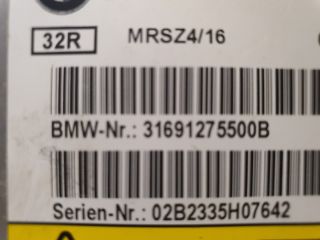 32R MRSZ4/16
BMW-Nr.: 31691275500B
Serien-Nr.: 02B2335H07642